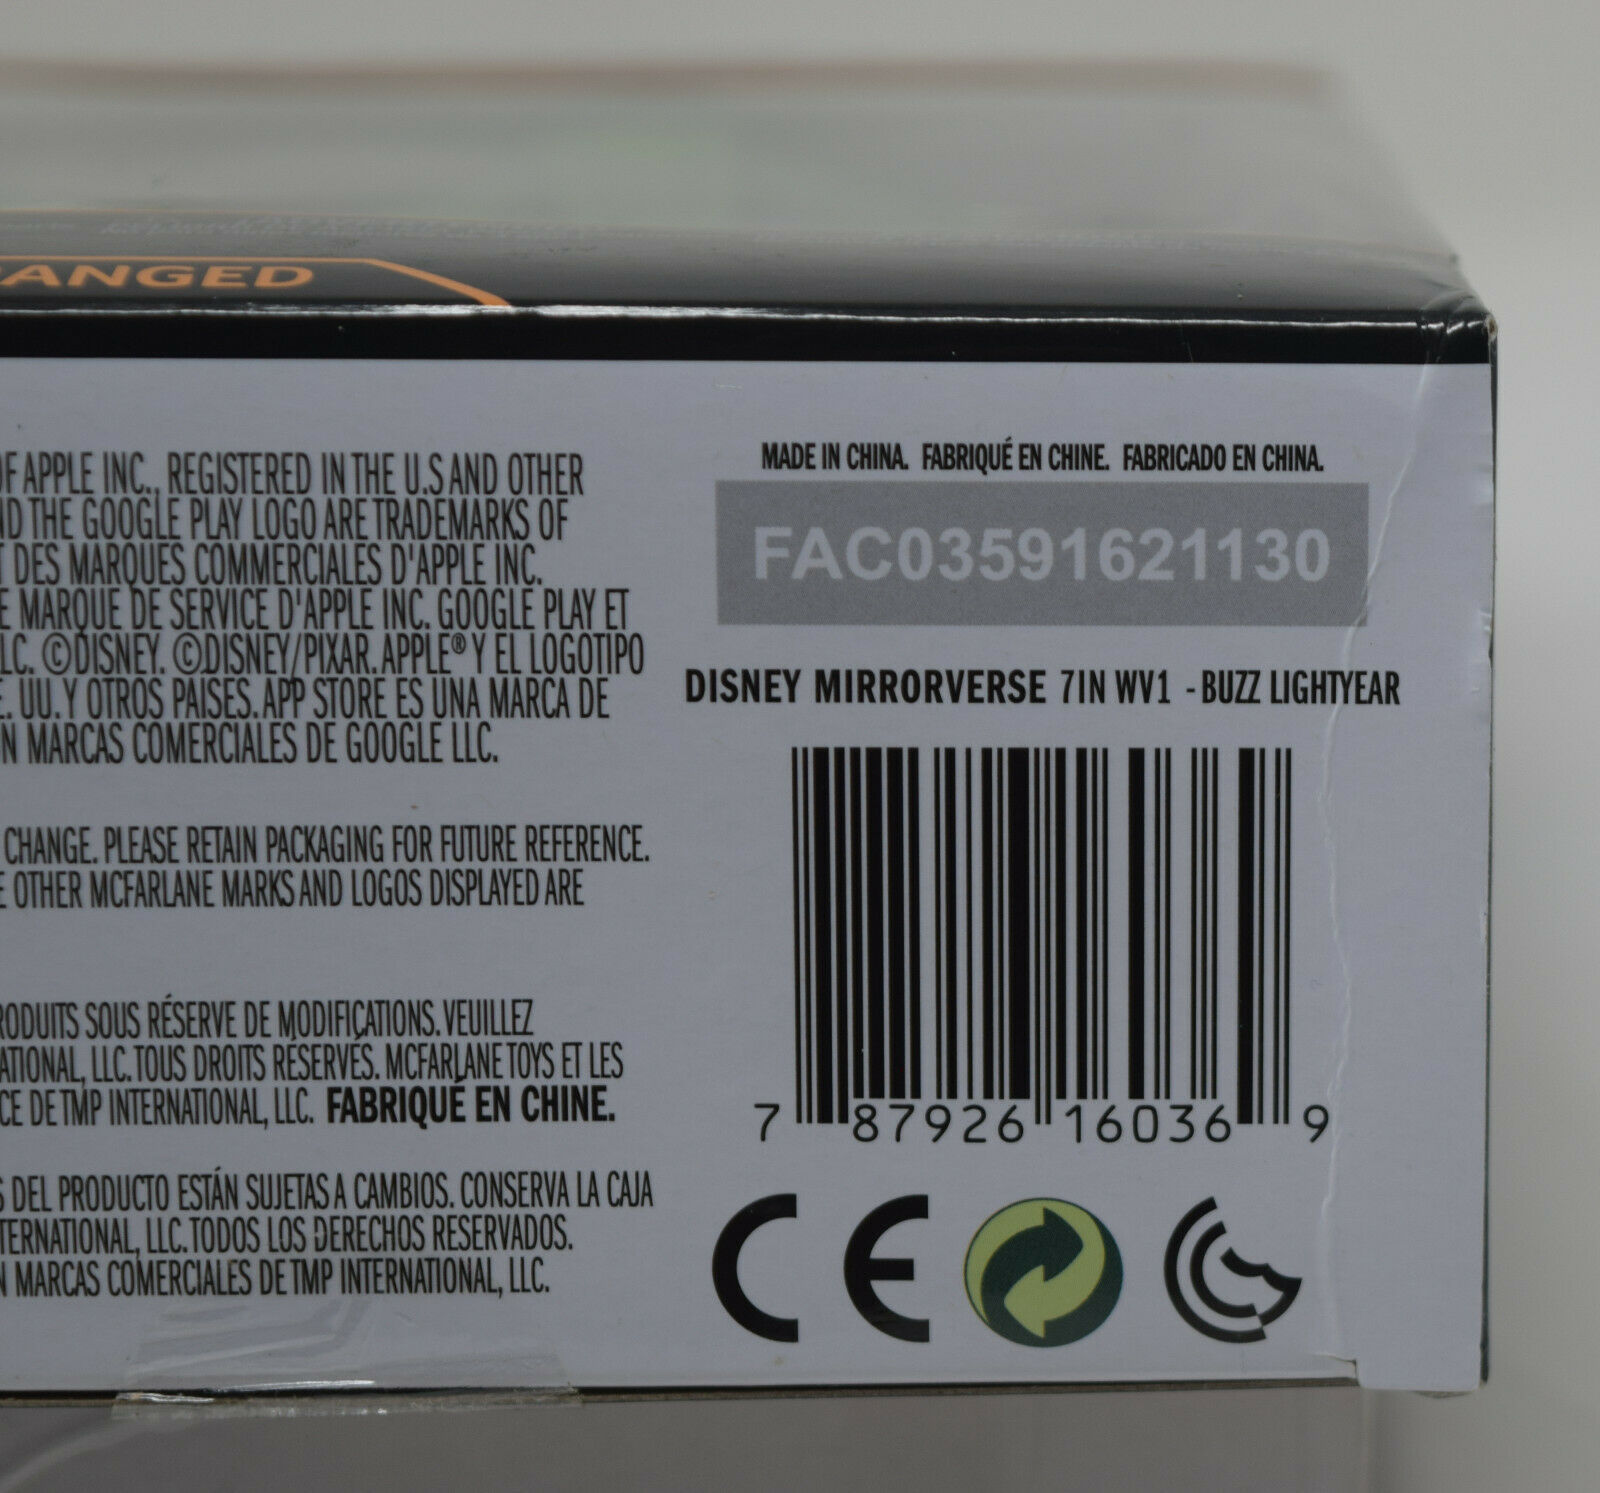 ANGED
OF APPLE INC., REGISTERED IN THE U.S AND OTHER
ND THE GOOGLE PLAY LOGO ARE TRADEMARKS OF
T DES MARQUES COMMERCIALES D'APPLE INC.
E MARQUE DE SERVICE D'APPLE INC. GOOGLE PLAY ET
LC. ©DISNEY. ©DISNEY/PIXAR. APPLE® Y EL LOGOTIPO
E. UU. Y OTROS PAISES. APP STORE ES UNA MARCA DE
N MARCAS COMERCIALES DE GOOGLE LLC.
CHANGE. PLEASE RETAIN PACKAGING FOR FUTURE REFERENCE.
E OTHER MCFARLANE MARKS AND LOGOS DISPLAYED ARE
RODUITS SOUS RÉSERVE DE MODIFICATIONS. VEUILLEZ
ATIONAL, LLC. TOUS DROITS RÉSERVÉS. MCFARLANE TOYS ET LES
CE DE TMP INTERNATIONAL, LLC. FABRIQUÉ EN CHINE.
S DEL PRODUCTO ESTÁN SUJETAS A CAMBIOS. CONSERVA LA CAJA
TERNATIONAL, LLC. TODOS LOS DERECHOS RESERVADOS.
N MARCAS COMERCIALES DE TMP INTERNATIONAL, LLC.
MADE IN CHINA. FABRIQUÉ EN CHINE. FABRICADO EN CHINA.
FAC03591621130
DISNEY MIRRORVERSE 7IN WV1 - BUZZ LIGHTYEAR
7 87926 16036 9
CE